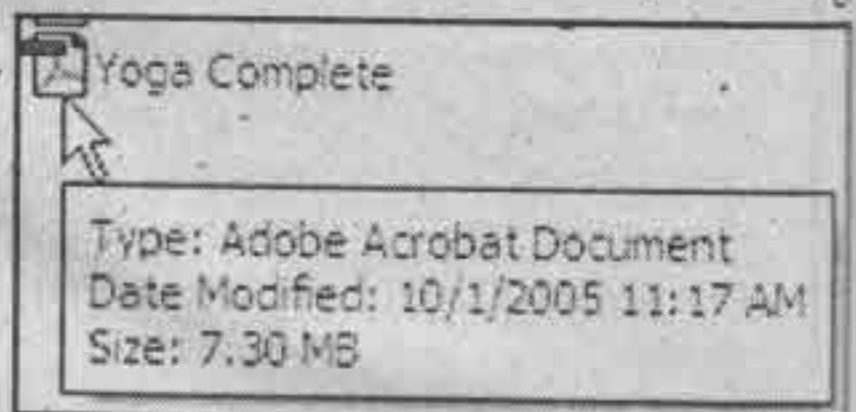 Yoga Complete
Type: Adobe Acrobat Document
Date Modified: 10/1/2005 11:17 AM
Size: 7.30 MB